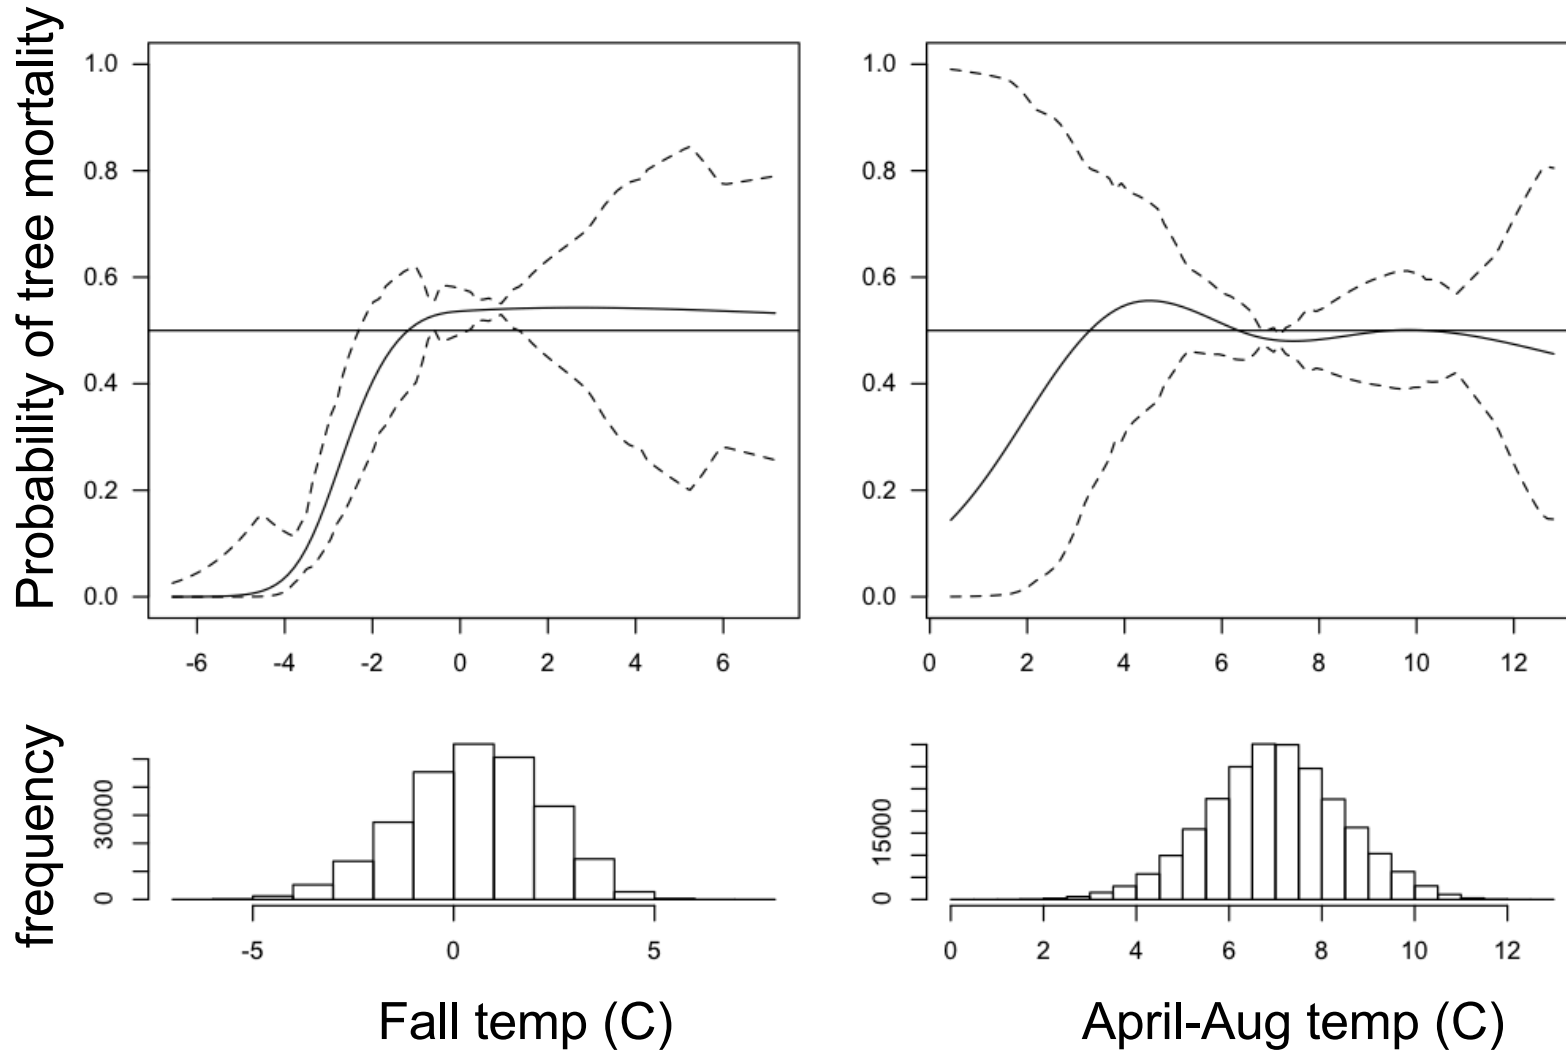 Probability of tree mortality
1.0
0.8
0.6
0.4
0.2
0.0
-6 -4 -2 0 2 4 6
1.0
0.8
0.6
0.4
0.2
0.0
0 2 4 6 8 10 12
frequency
30000
0
-5 0 5
Fall temp (C)
15000
0
0 2 4 6 8 10 12
April-Aug temp (C)